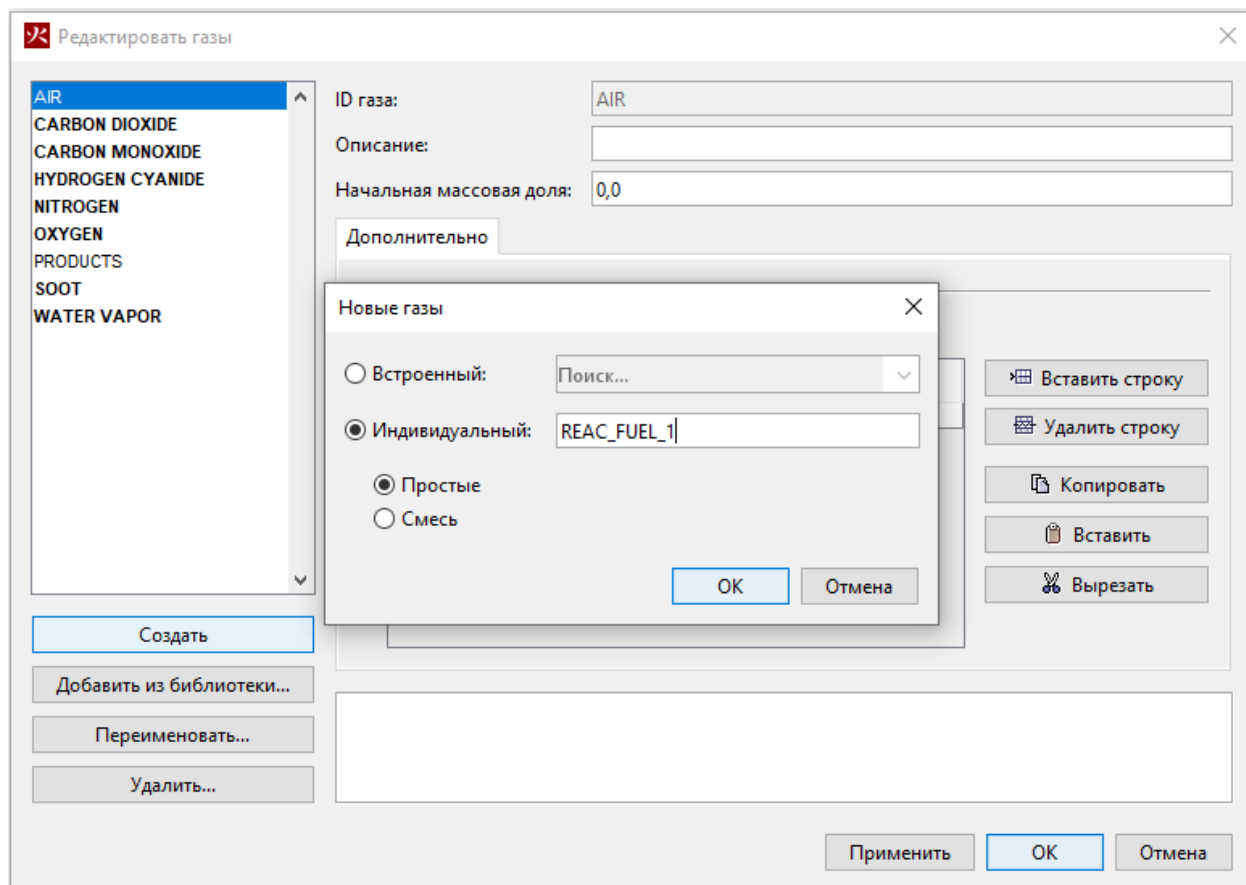 Редактировать газы
AIR
CARBON DIOXIDE
CARBON MONOXIDE
HYDROGEN CYANIDE
NITROGEN
OXYGEN
PRODUCTS
SOOT
WATER VAPOR
ID газа:
AIR
Описание:
Начальная массовая доля:
0,0
Дополнительно
Новые газы
Встроенный:
Поиск...
Индивидуальный:
REAC_FUEL_1
Простые
Смесь
OK
Отмена
Вставить строку
Удалить строку
Копировать
Вставить
Вырезать
Создать
Добавить из библиотеки...
Переименовать...
Удалить...
Применить
OK
Отмена